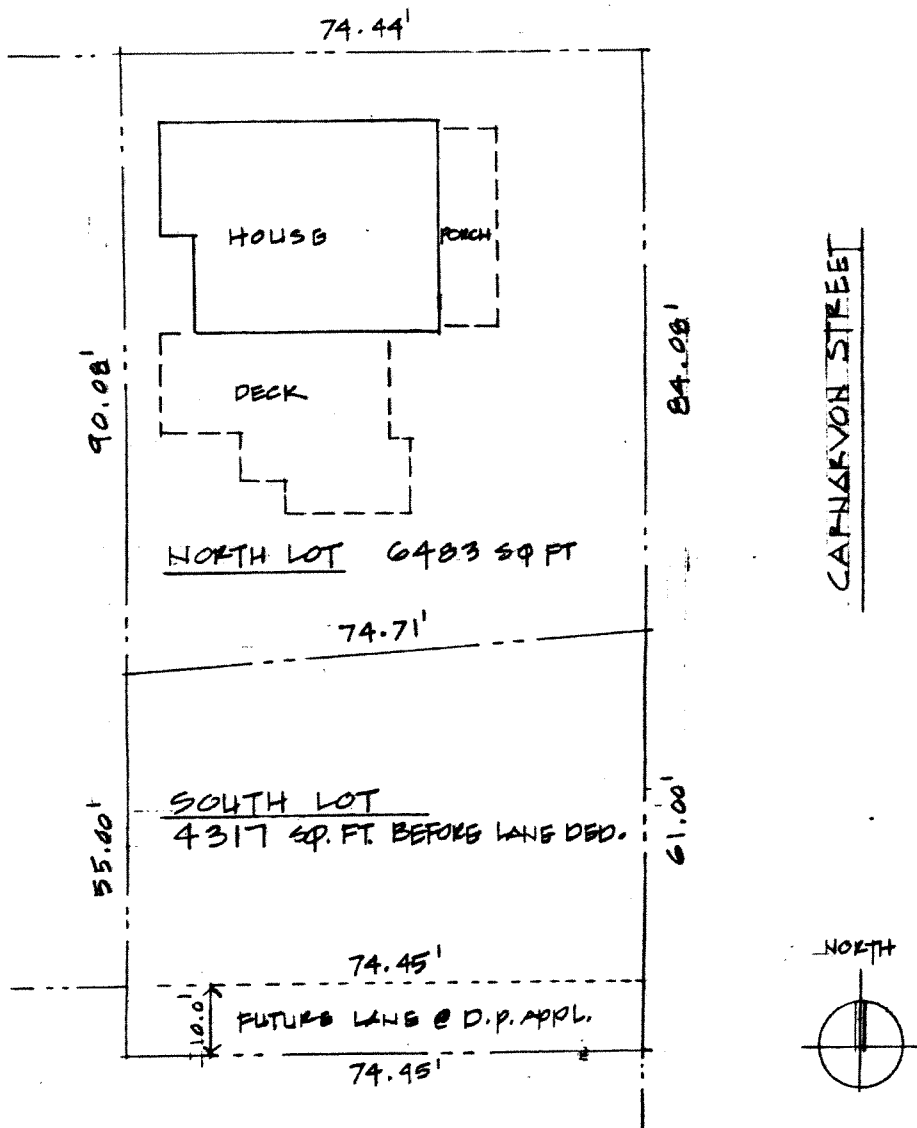 74.44'
HOUSE
PORCH
CARNARVON STREET
90.08'
84.08'
DECK
NORTH LOT 6483 SQ FT
74.71'
SOUTH LOT
4317 SQ. FT. BEFORE LANE DED.
55.00'
61.00'
NORTH
74.45'
10.0'
FUTURE LANE @ D.P. APPL.
74.45'